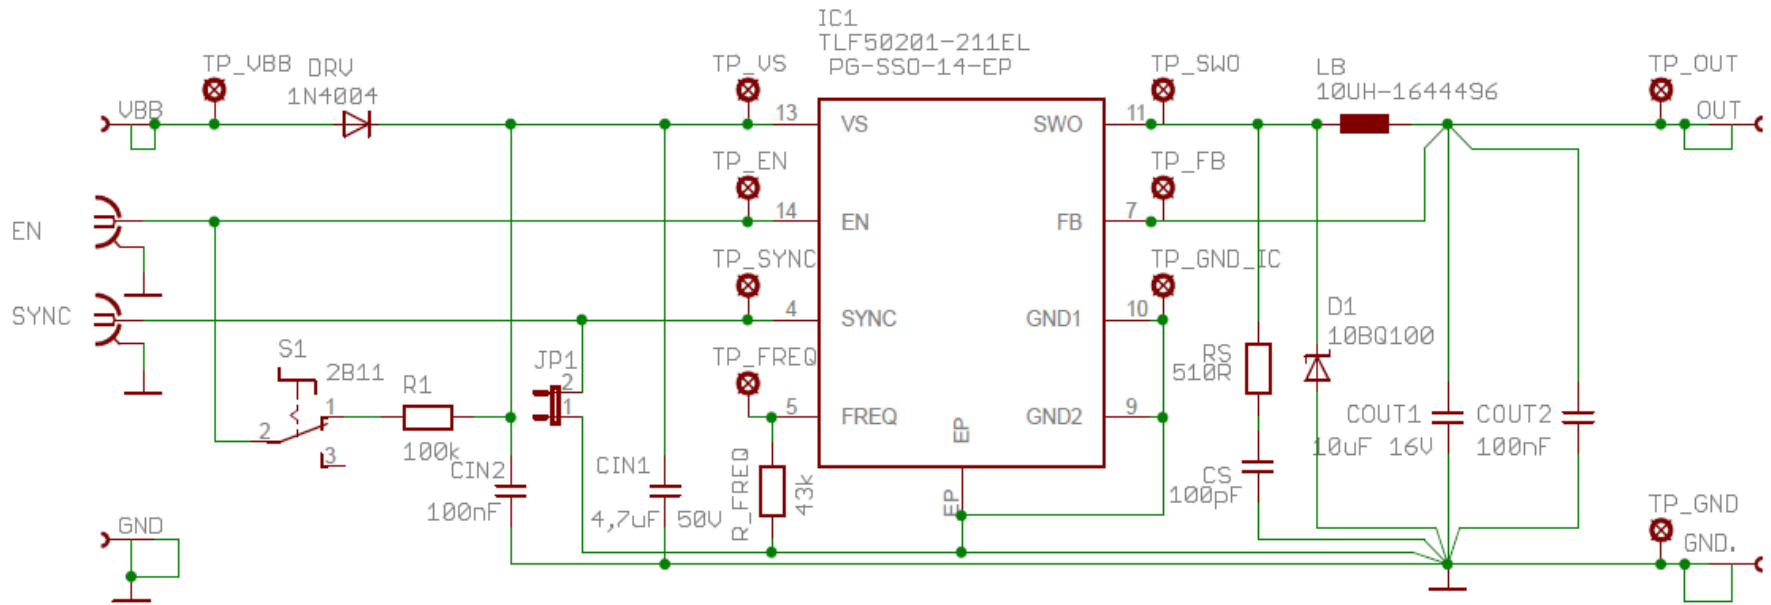 IC1
TLF50201-211EL
PG-SSO-14-EP
TP_VBB
DRV
1N4004
VBB
TP_VS
13
VS
SWO
11
TP_SWO
LB
10UH-1644496
TP_OUT
OUT
TP_EN
14
EN
FB
7
TP_FB
EN
TP_SYNC
4
SYNC
GND1
10
TP_GND_IC
SYNC
S1
2B11
1
2
3
R1
100k
JP1
2
1
TP_FREQ
5
FREQ
GND2
9
EP
EP
RS
510R
D1
10BQ100
COUT1
10uF 16V
COUT2
100nF
CIN2
100nF
CIN1
4,7uF 50V
R_FREQ
43k
CS
100pF
GND
TP_GND
GND.